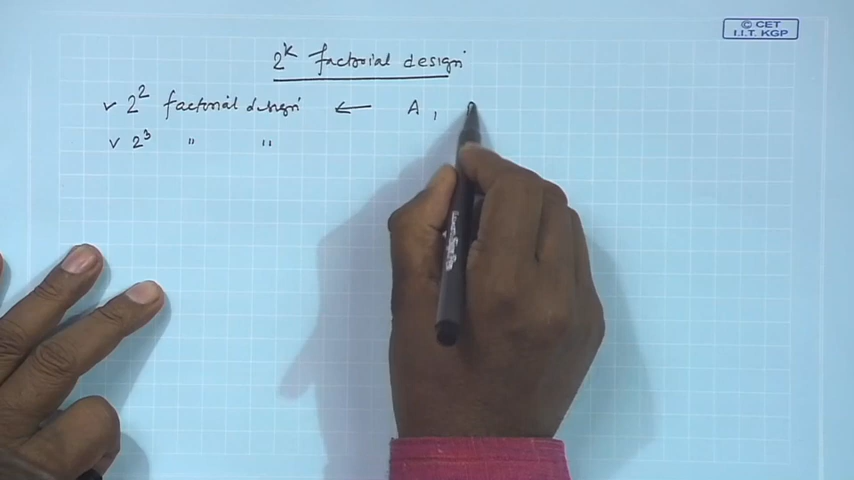 © CET
I.I.T. KGP
2^k factorial design
✓ 2^2 factorial design ← A,
✓ 2^3 " "